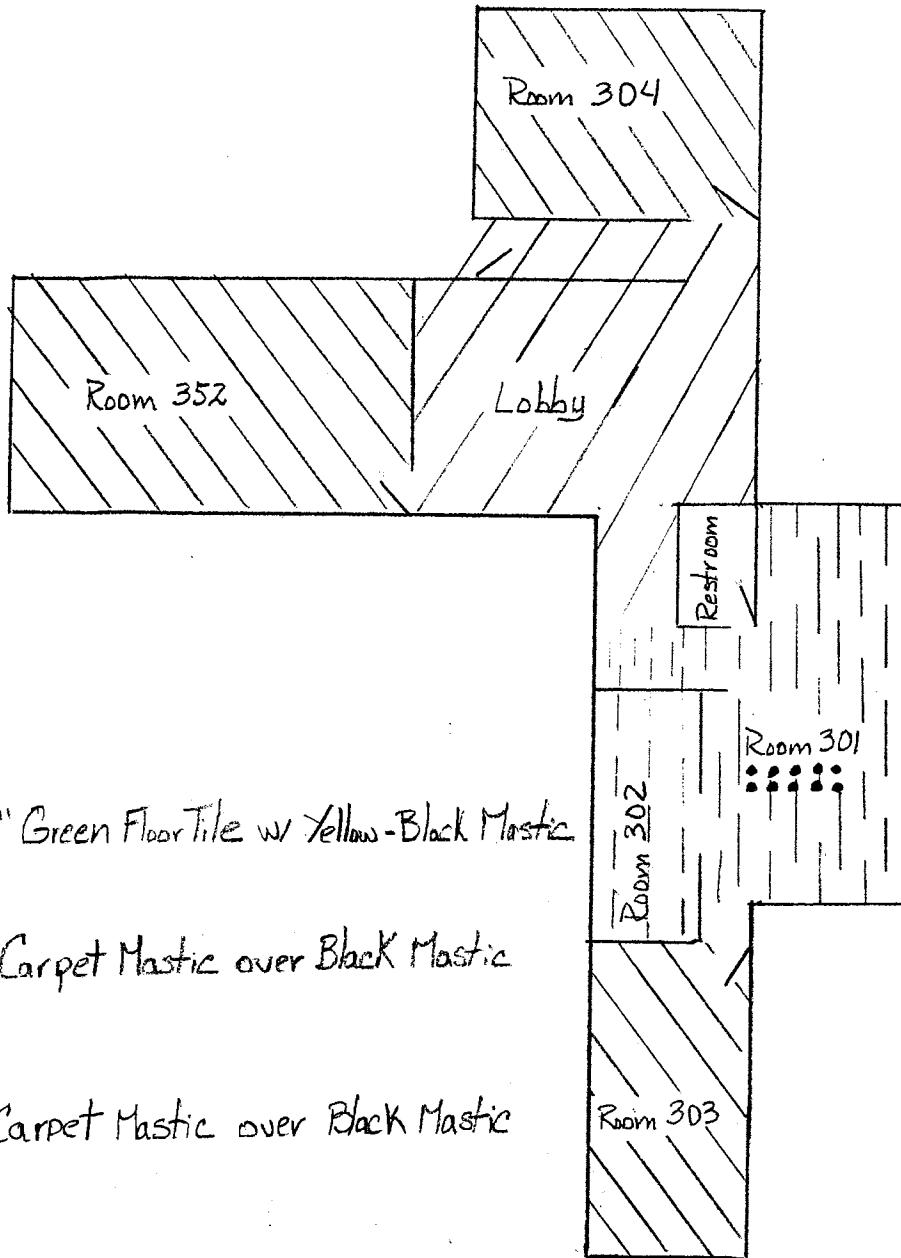 Room 304
Room 352
Lobby
Restroom
Room 301
Room 302
" Green Floor Tile w/ Yellow-Black Mastic
Carpet Mastic over Black Mastic
Carpet Mastic over Black Mastic
Room 303